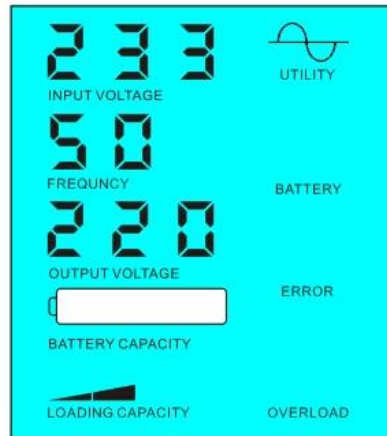 233
UTILITY
INPUT VOLTAGE
50
FREQUNCY
BATTERY
220
OUTPUT VOLTAGE
ERROR
BATTERY CAPACITY
LOADING CAPACITY
OVERLOAD